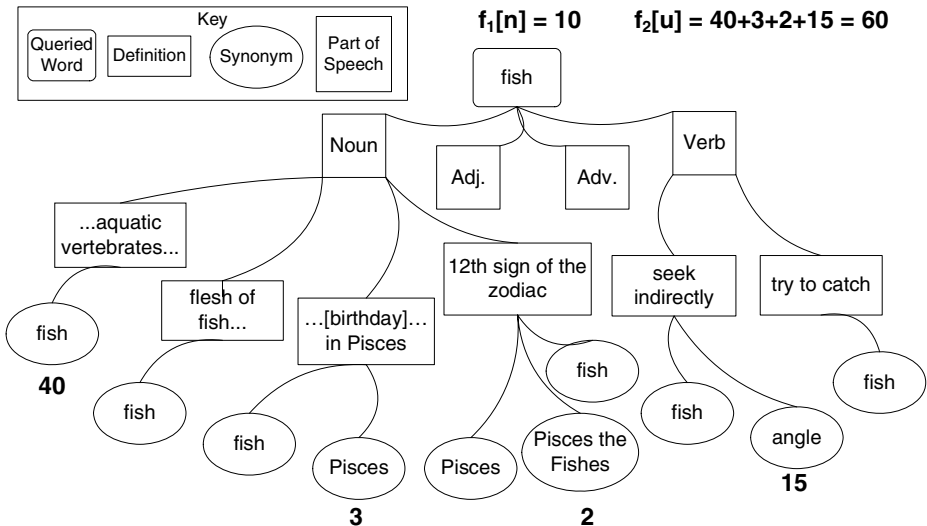 Key
Queried
Word
Definition
Synonym
Part of
Speech
f₁[n] = 10
f₂[u] = 40+3+2+15 = 60
fish
Noun
Adj.
Adv.
Verb
...aquatic
vertebrates...
flesh of
fish...
...[birthday]...
in Pisces
12th sign of the
zodiac
seek
indirectly
try to catch
fish
40
fish
fish
Pisces
3
Pisces
Pisces the
Fishes
2
fish
fish
angle
15
fish